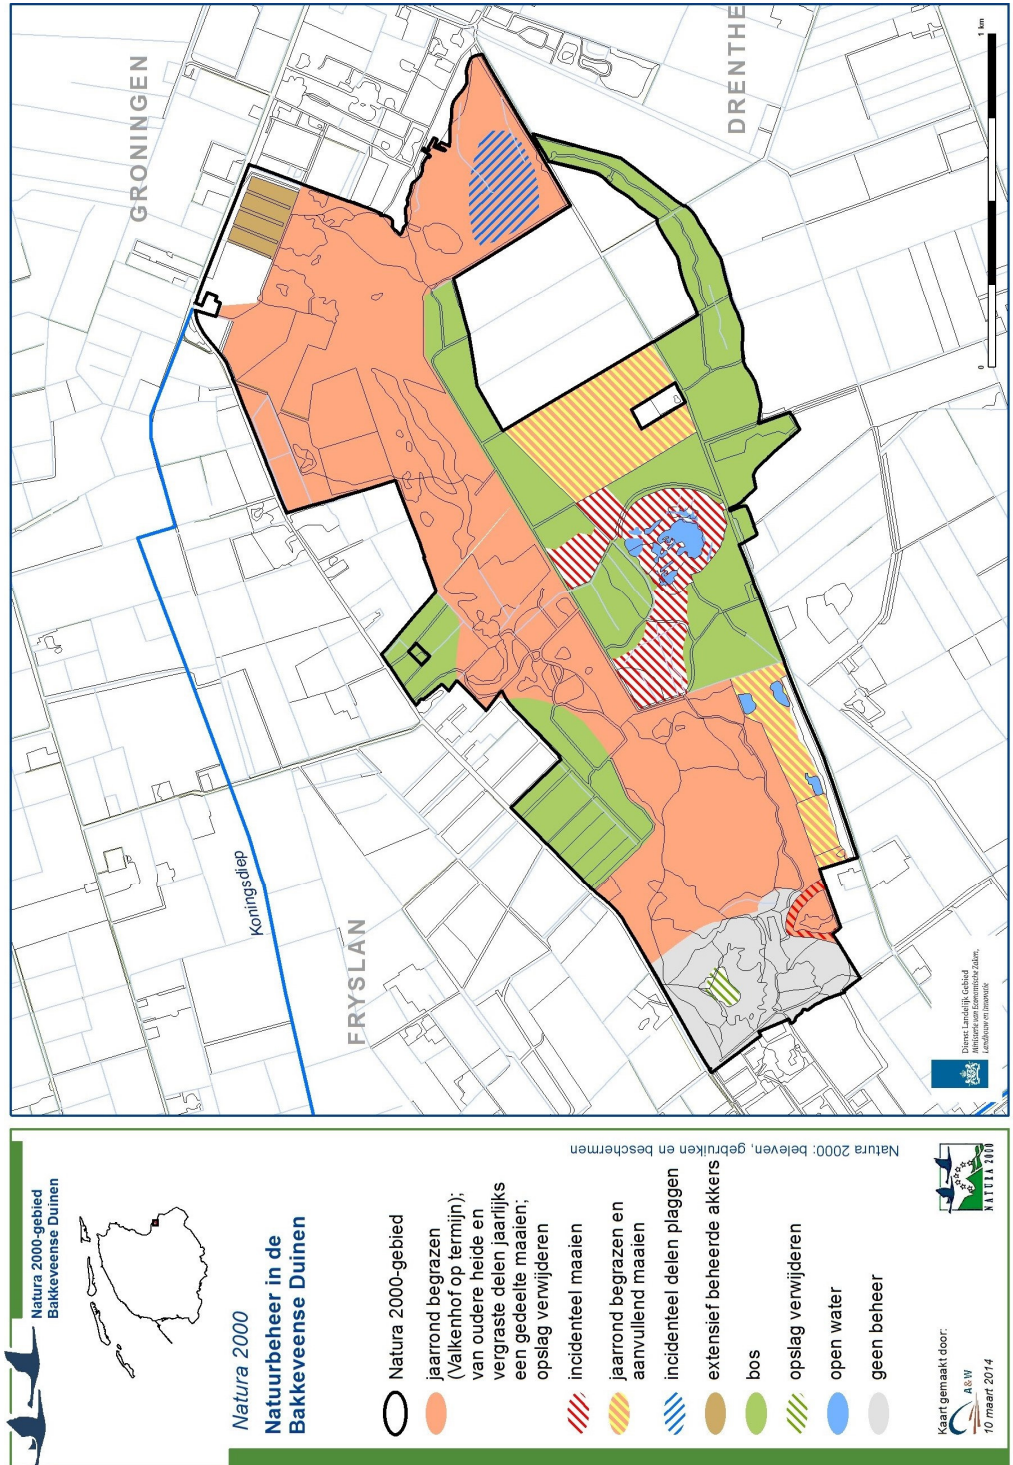 Natura 2000-gebied
Bakkeveense Duinen
Natura 2000
Natuurbeheer in de
Bakkeveense Duinen
Natura 2000-gebied
jaarrond begrazen
(Valkenhof op termijn);
van oudere heide en
vergraste delen jaarlijks
een gedeelte maaien;
opslag verwijderen
incidenteel maaien
jaarrond begrazen en
aanvullend maaien
incidenteel delen plaggen
extensief beheerde akkers
bos
opslag verwijderen
open water
geen beheer
Kaart gemaakt door:
A&W
10 maart 2014
Natura 2000: beleven, gebruiken en beschermen
NATURA 2000
GRONINGEN
DRENTHE
FRYSLAN
Koningsdiep
0
1 km
Dienst Landelijk Gebied
Ministerie van Economische Zaken,
Landbouw en Innovatie